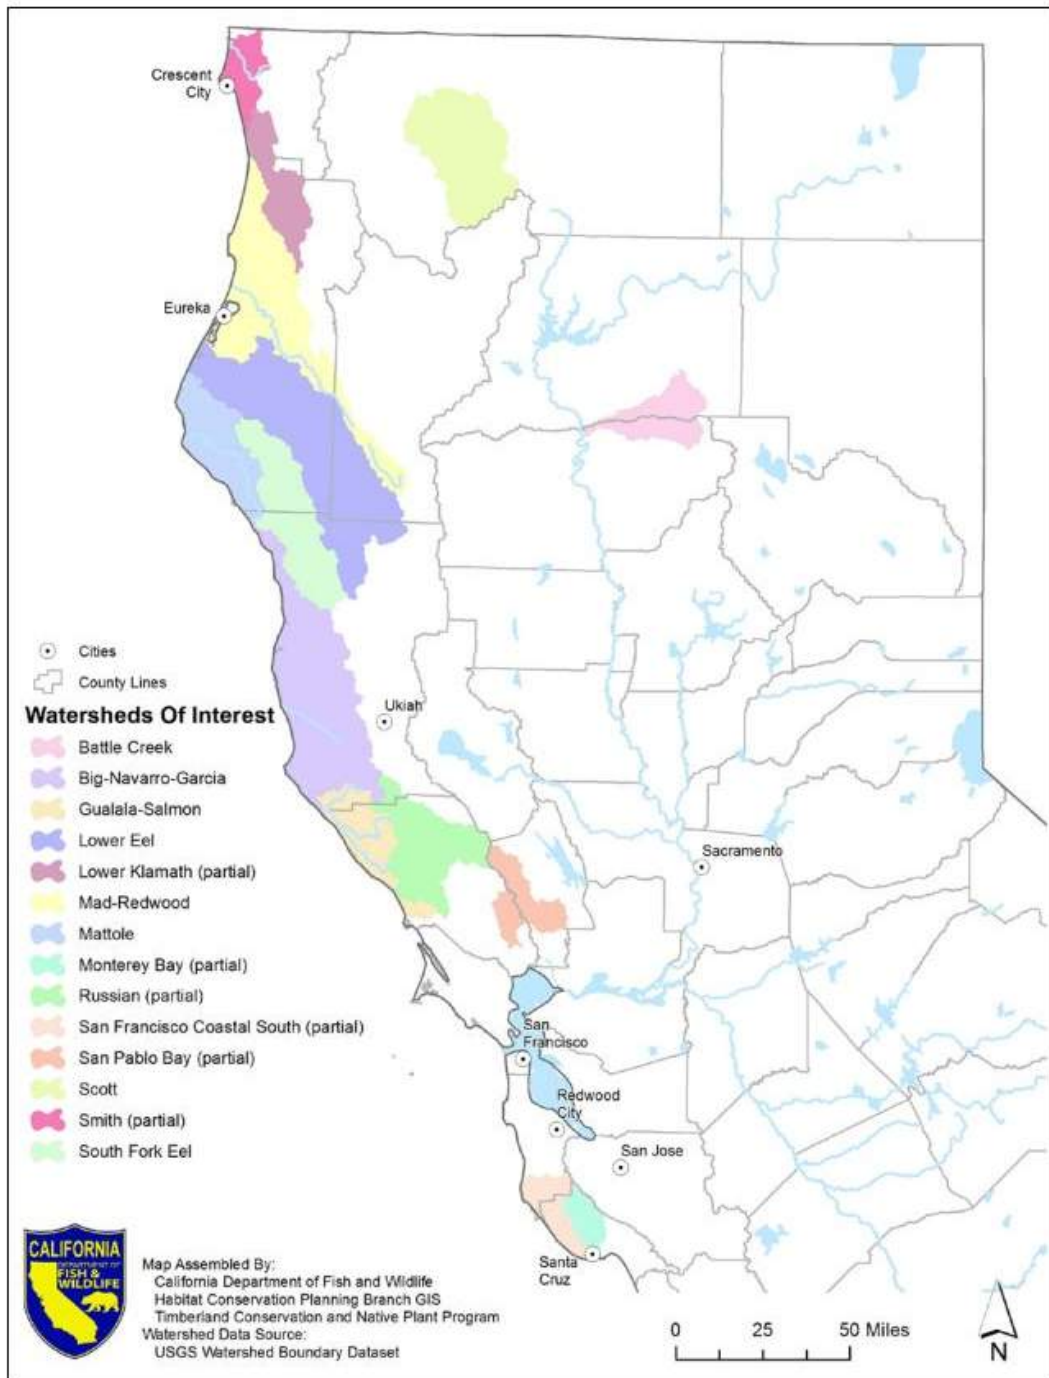 Crescent
City
Eureka
Cities
County Lines
Ukiah
Watersheds Of Interest
Battle Creek
Big-Navarro-Garcia
Gualala-Salmon
Lower Eel
Lower Klamath (partial)
Mad-Redwood
Mattole
Monterey Bay (partial)
Russian (partial)
San Francisco Coastal South (partial)
San Pablo Bay (partial)
Scott
Smith (partial)
South Fork Eel
Sacramento
San
Francisco
Redwood
City
San Jose
Santa
Cruz
CALIFORNIA
DEPARTMENT OF
FISH &
WILDLIFE
Map Assembled By:
California Department of Fish and Wildlife
Habitat Conservation Planning Branch GIS
Timberland Conservation and Native Plant Program
Watershed Data Source:
USGS Watershed Boundary Dataset
0 25 50 Miles
N